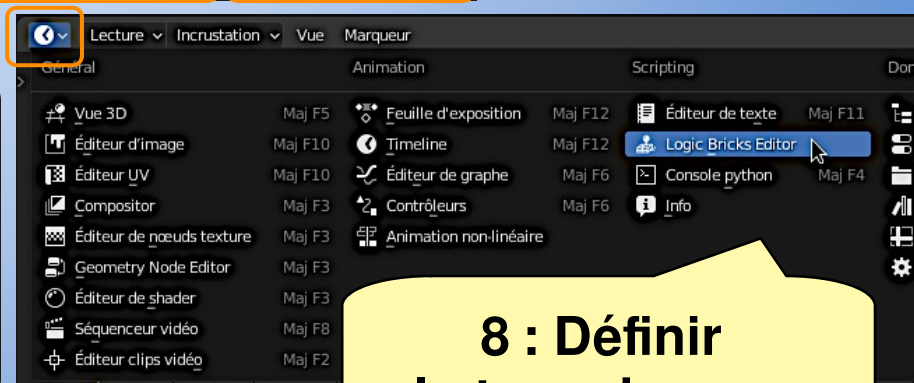 Lecture Incrustation Vue Marqueur
Général Animation Scripting Don
Vue 3D Maj F5 Feuille d'exposition Maj F12 Éditeur de texte Maj F11
Éditeur d'image Maj F10 Timeline Maj F12 Logic Bricks Editor
Éditeur UV Maj F10 Éditeur de graphe Maj F6 Console python Maj F4
Compositor Maj F3 Contrôleurs Maj F6 Info
Éditeur de nœuds texture Maj F3 Animation non-linéaire
Geometry Node Editor Maj F3
Éditeur de shader Maj F3
Séquenceur vidéo Maj F8
Éditeur clips vidéo Maj F2
8 : Définir